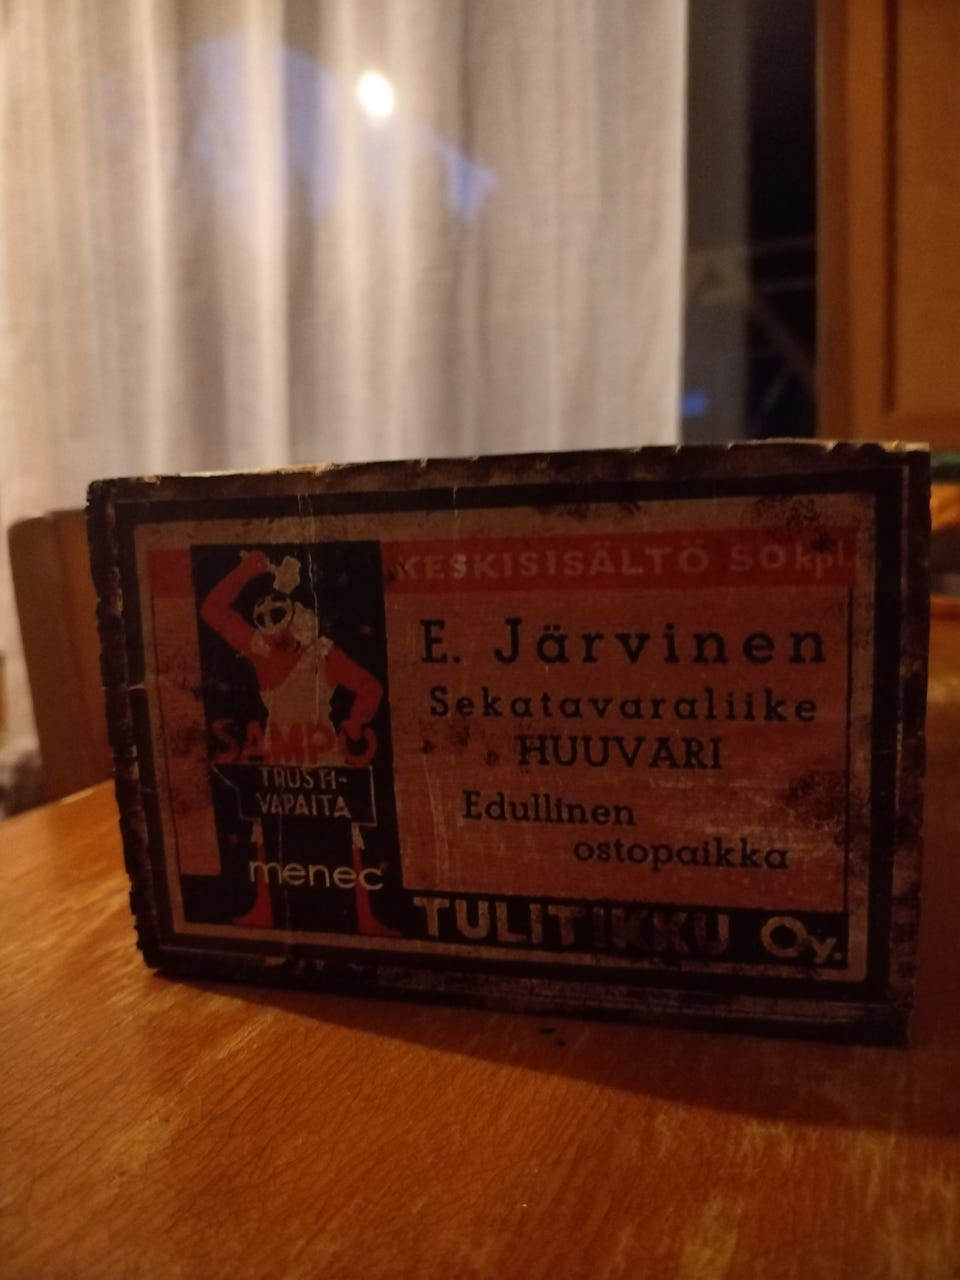 KESKISISÄLTÖ 50 kpl.
E. Järvinen
Sekatavaraliike
HUUVARI
Edullinen
ostopaikka
SAMPO
TRUSTI-
VAPAITA
menec
TULITIKKU Oy.